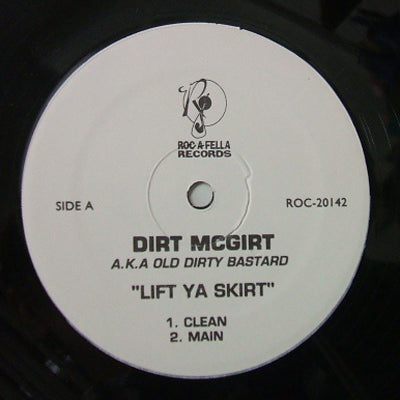 ROC-A-FELLA
RECORDS
SIDE A
ROC-20142
DIRT MCGIRT
A.K.A OLD DIRTY BASTARD
"LIFT YA SKIRT"
1. CLEAN
2. MAIN